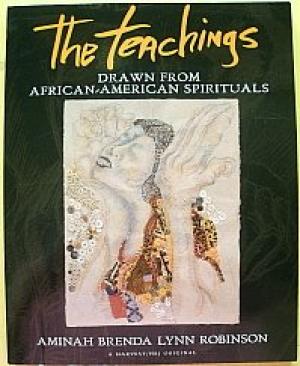 The Teachings
DRAWN FROM
AFRICAN-AMERICAN SPIRITUALS
AMINAH BRENDA LYNN ROBINSON
A HARVEST/HBJ ORIGINAL